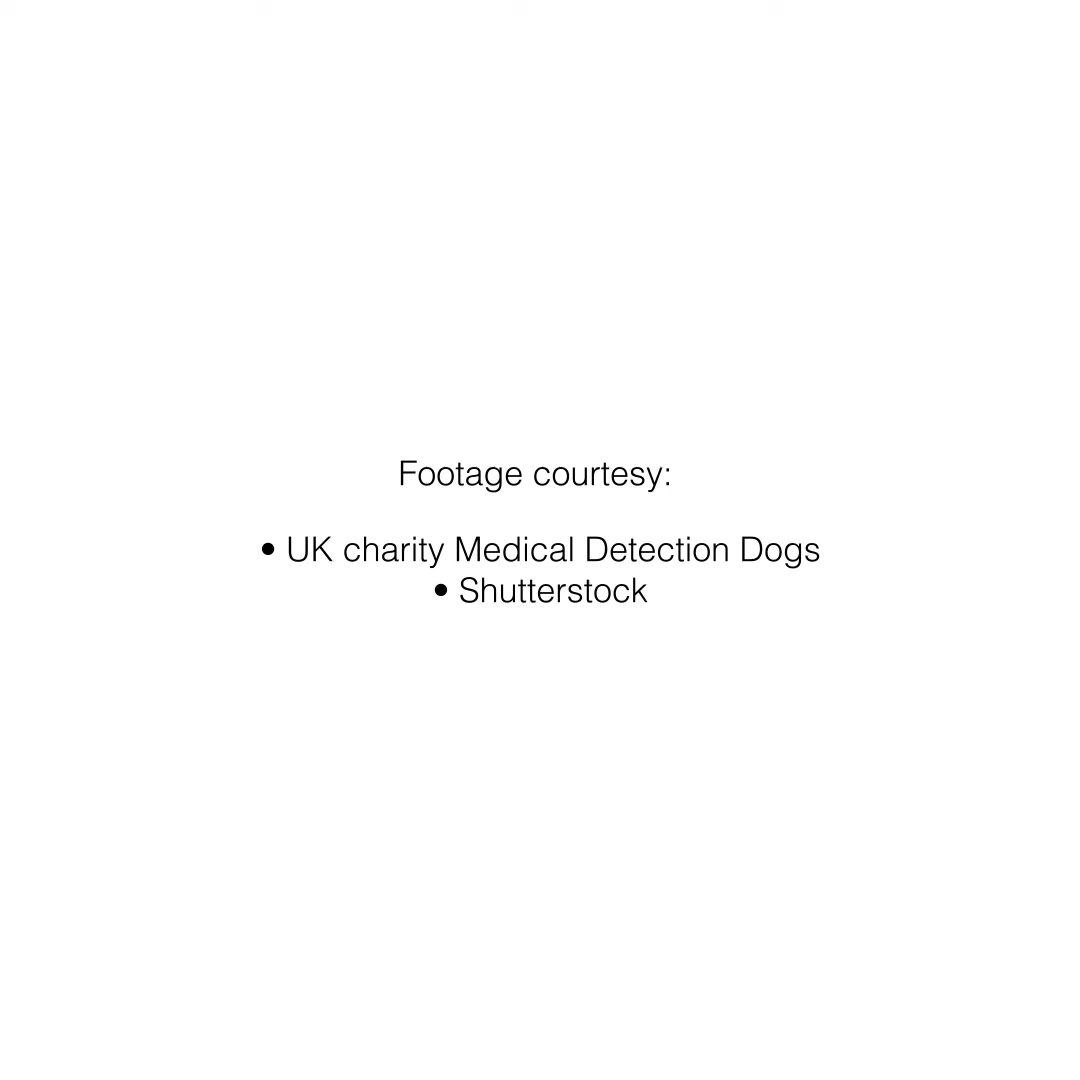 Footage courtesy:
• UK charity Medical Detection Dogs
• Shutterstock